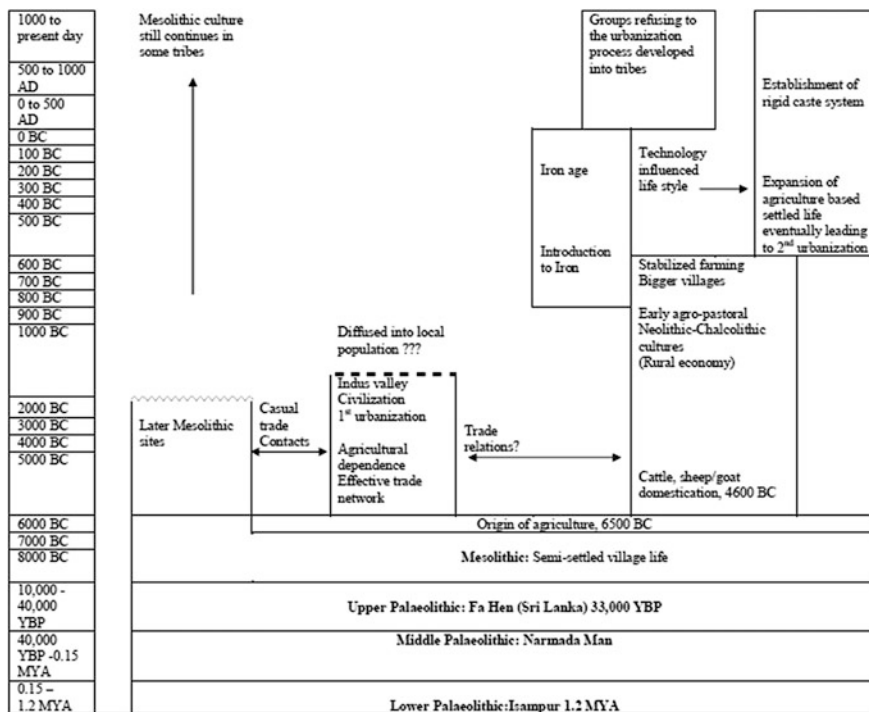 1000 to
present day
500 to 1000
AD
0 to 500
AD
0 BC
100 BC
200 BC
300 BC
400 BC
500 BC
600 BC
700 BC
800 BC
900 BC
1000 BC
2000 BC
3000 BC
4000 BC
5000 BC
6000 BC
7000 BC
8000 BC
10,000 -
40,000
YBP
40,000
YBP -0.15
MYA
0.15 –
1.2 MYA
Mesolithic culture
still continues in
some tribes
Later Mesolithic
sites
Casual
trade
Contacts
Diffused into local
population ???
Indus valley
Civilization
1st urbanization
Agricultural
dependence
Effective trade
network
Trade
relations?
Groups refusing to
the urbanization
process developed
into tribes
Iron age
Introduction
to Iron
Technology
influenced
life style
Establishment of
rigid caste system
Expansion of
agriculture based
settled life
eventually leading
to 2nd urbanization
Stabilized farming
Bigger villages
Early agro-pastoral
Neolithic-Chalcolithic
cultures
(Rural economy)
Cattle, sheep/goat
domestication, 4600 BC
Origin of agriculture, 6500 BC
Mesolithic: Semi-settled village life
Upper Palaeolithic: Fa Hen (Sri Lanka) 33,000 YBP
Middle Palaeolithic: Narmada Man
Lower Palaeolithic:Isampur 1.2 MYA